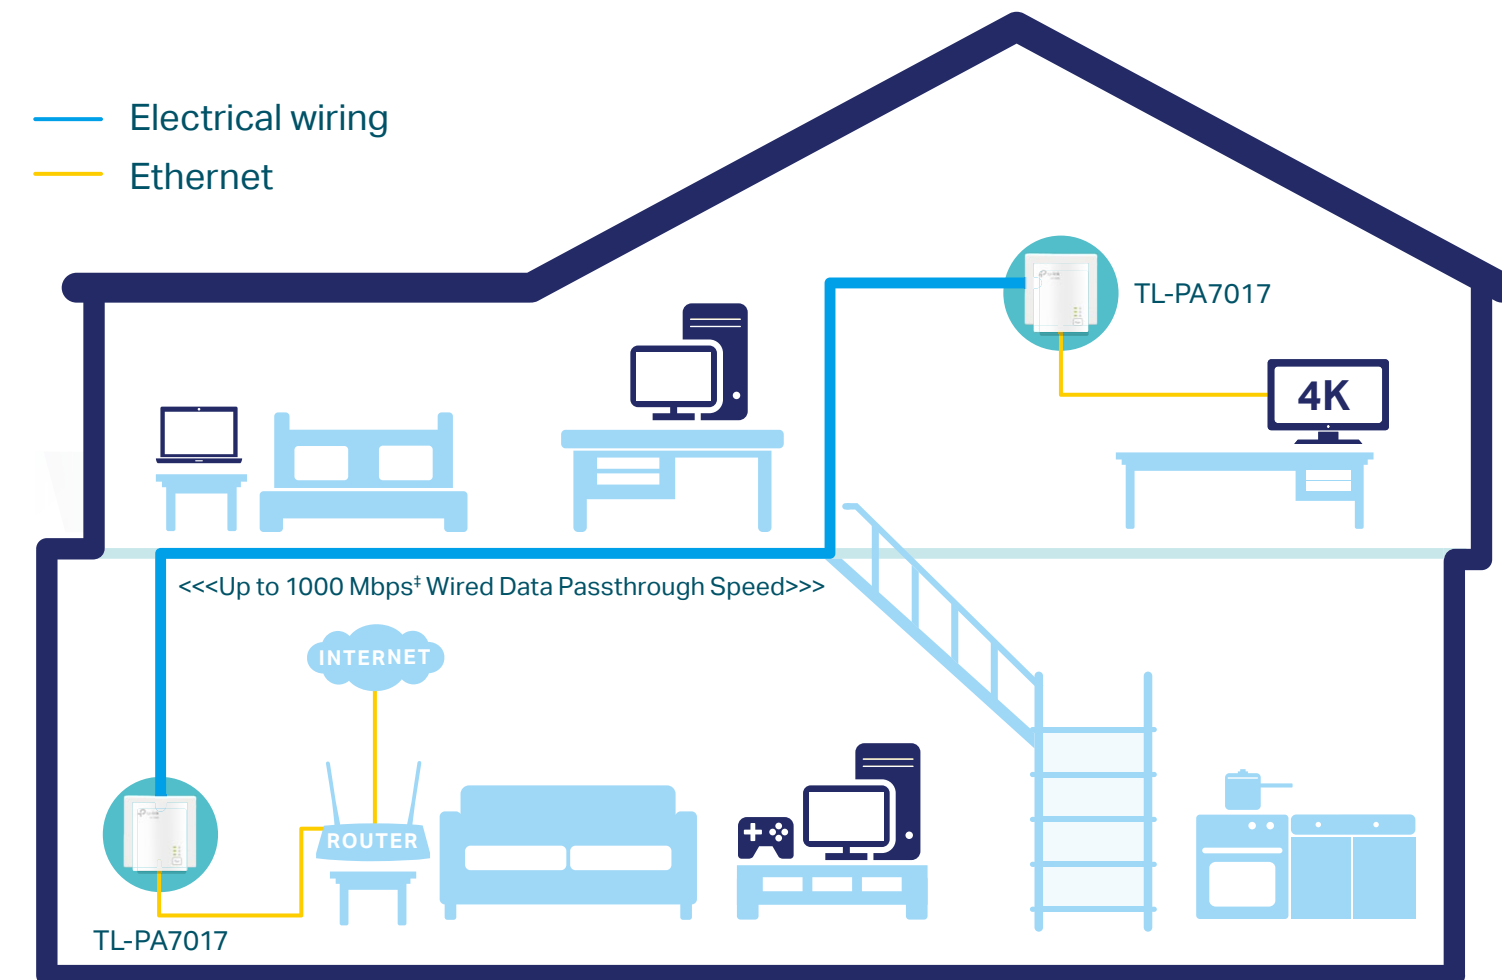 Electrical wiring
Ethernet
TL-PA7017
4K
<<<Up to 1000 Mbps‡ Wired Data Passthrough Speed>>>
INTERNET
ROUTER
TL-PA7017